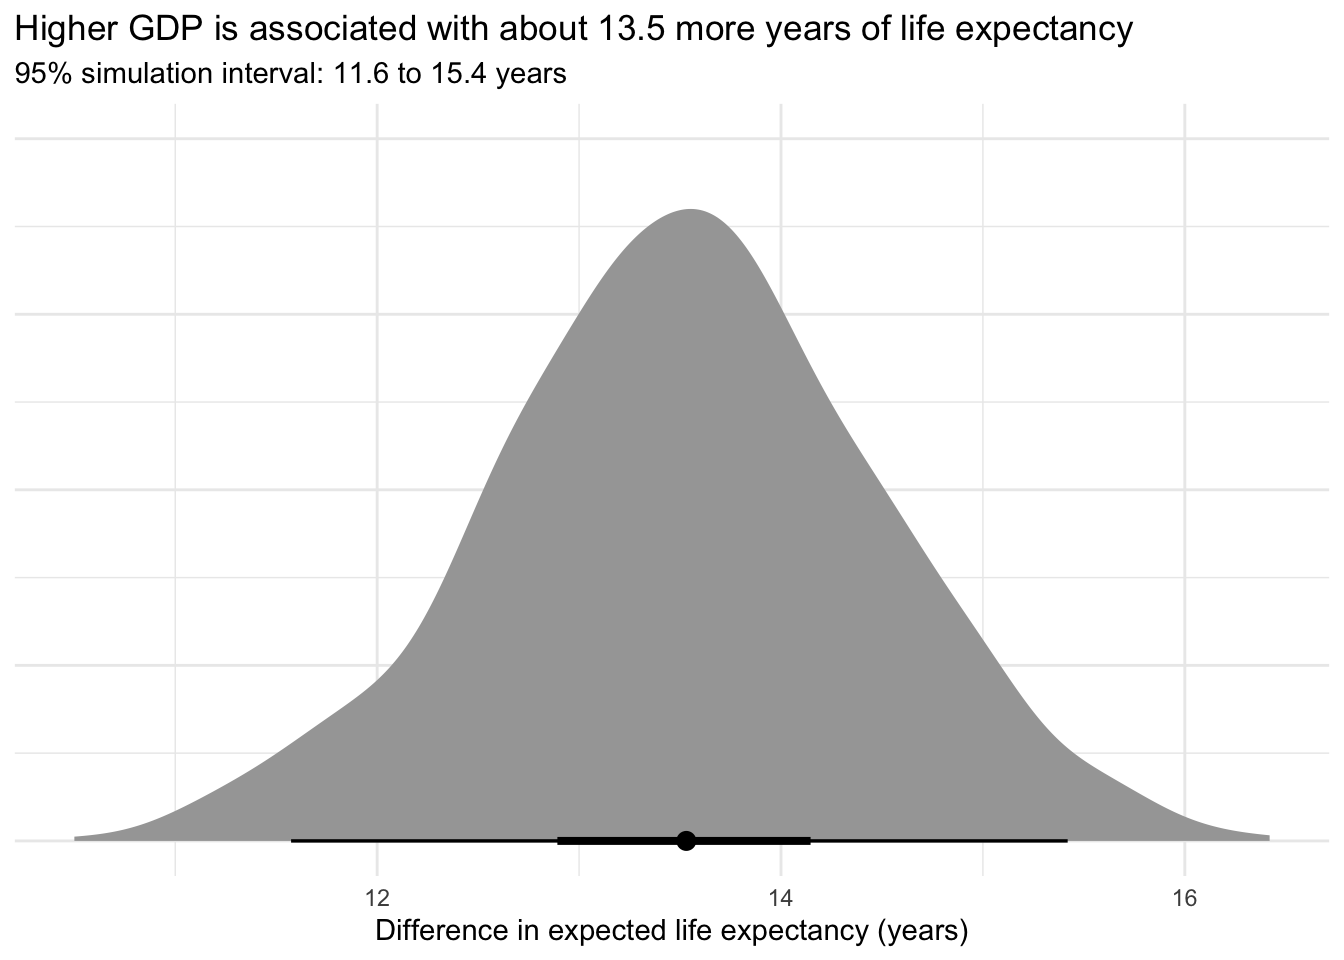 Higher GDP is associated with about 13.5 more years of life expectancy
95% simulation interval: 11.6 to 15.4 years
12 14 16
Difference in expected life expectancy (years)